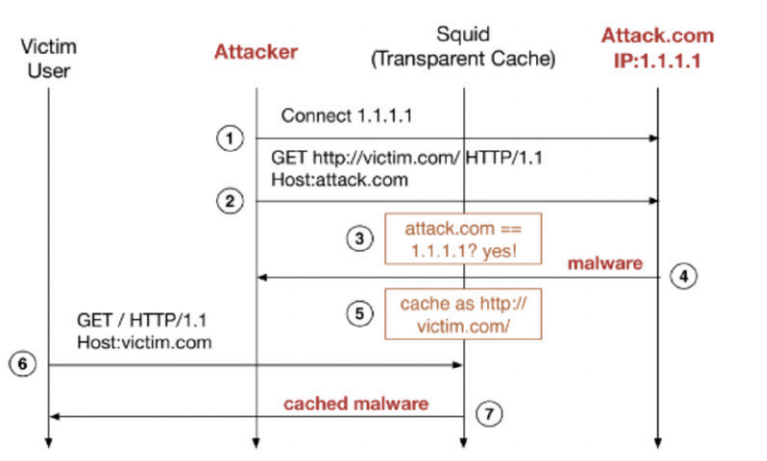 Victim
User
Attacker
Squid
(Transparent Cache)
Attack.com
IP:1.1.1.1
Connect 1.1.1.1
1
GET http://victim.com/ HTTP/1.1
Host:attack.com
2
3
attack.com ==
1.1.1.1? yes!
malware
4
5
cache as http://
victim.com/
GET / HTTP/1.1
Host:victim.com
6
cached malware
7